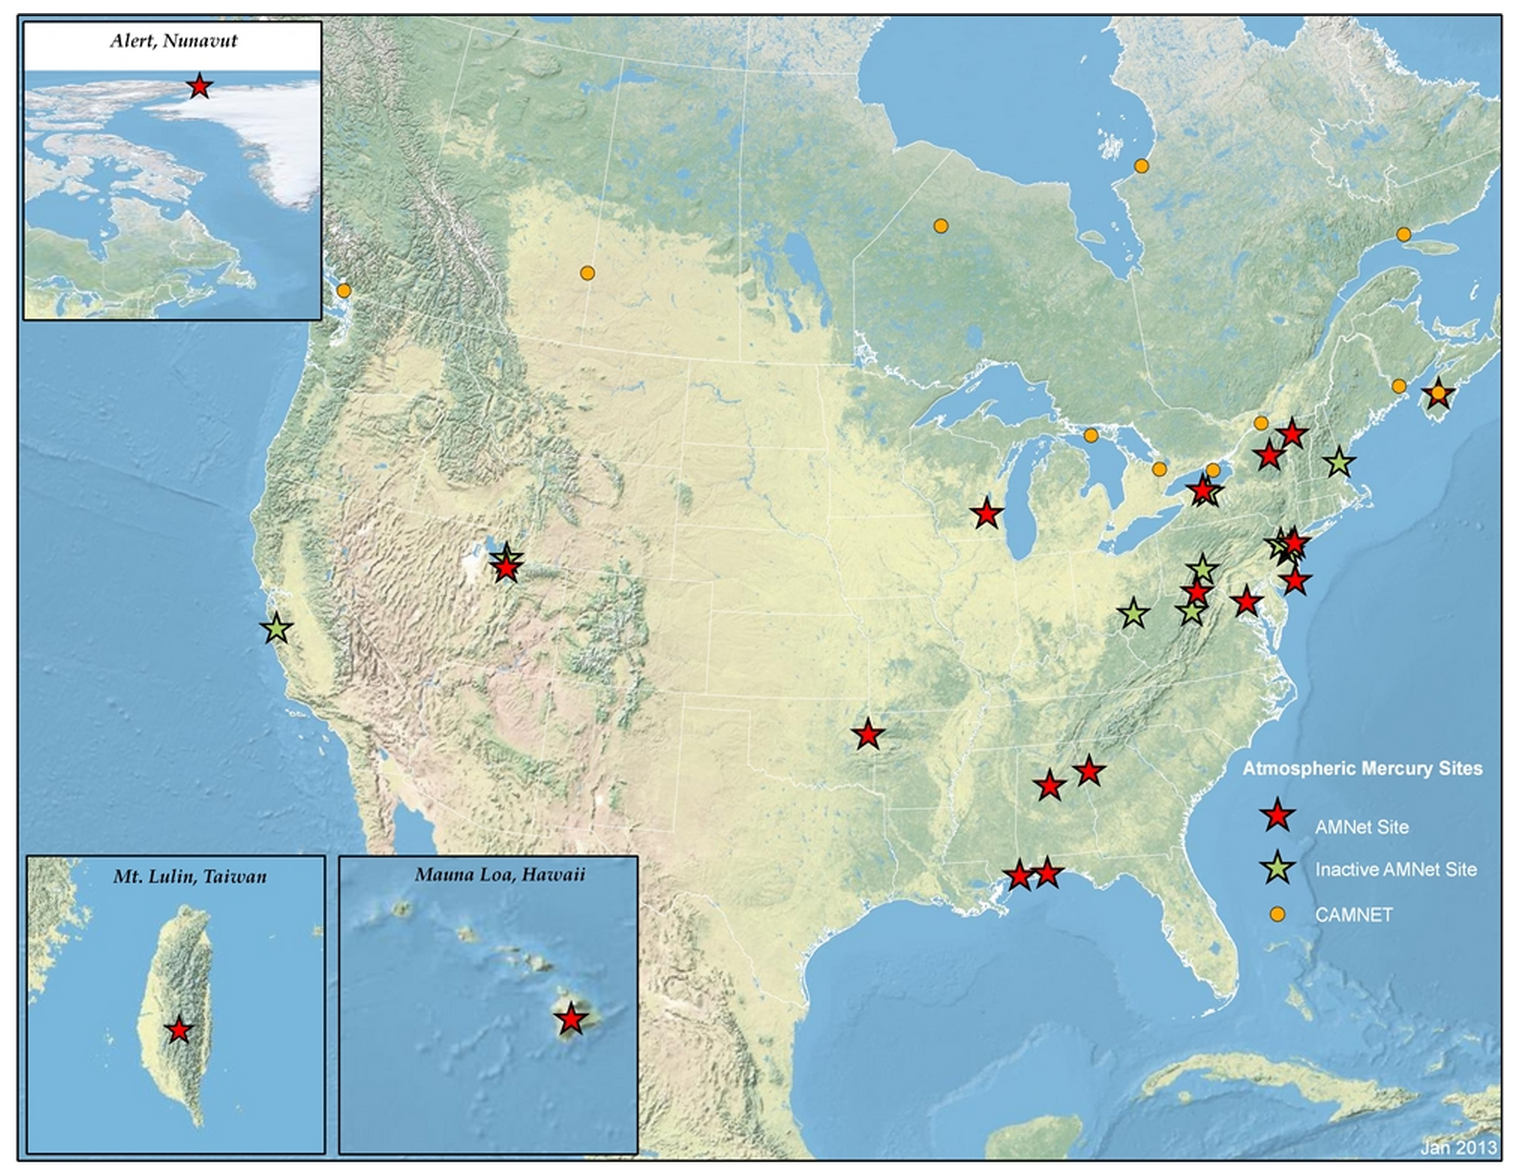 Alert, Nunavut
Atmospheric Mercury Sites
AMNet Site
Inactive AMNet Site
CAMNET
Mt. Lulin, Taiwan
Mauna Loa, Hawaii
Jan 2013